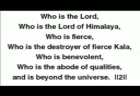 Who is the Lord,
Who is the Lord of Himalaya,
Who is fierce,
Who is the destroyer of fierce Kala,
Who is benevolent,
Who is the abode of qualities,
and is beyond the universe. ||2||